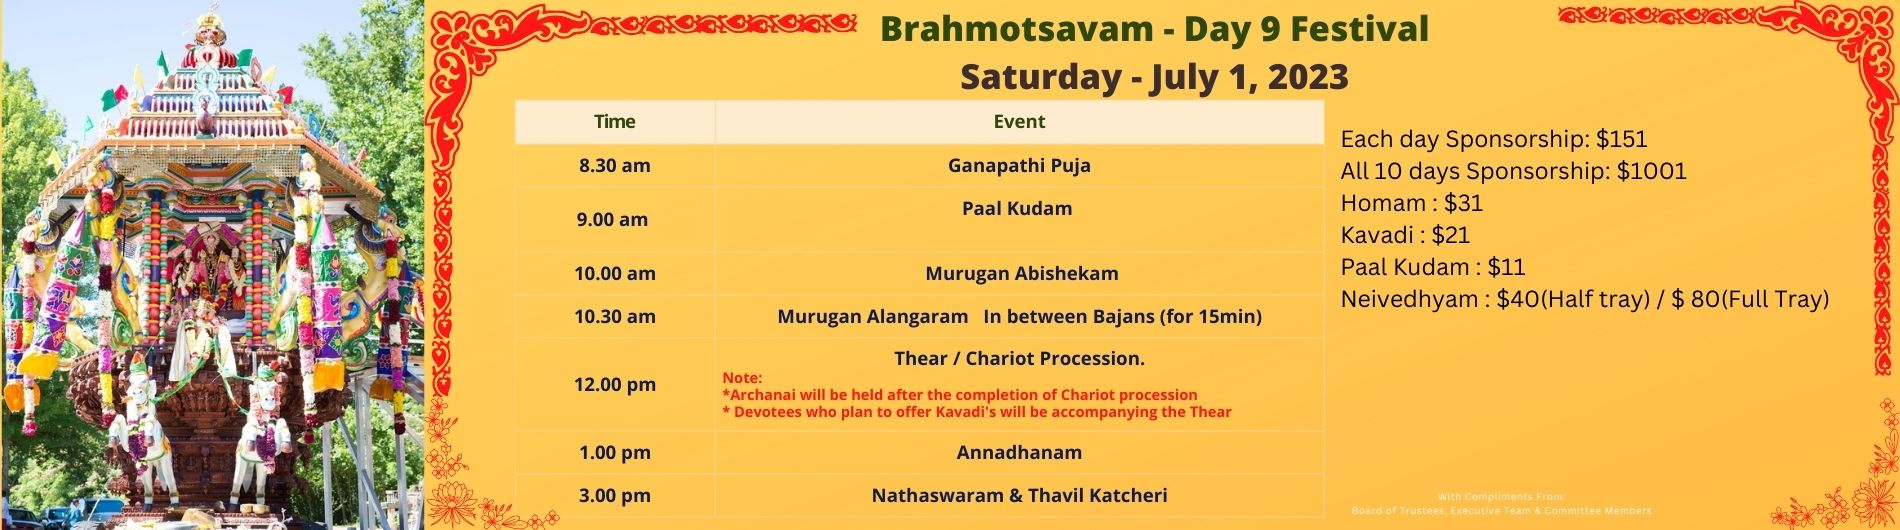 Brahmotsavam - Day 9 Festival
Saturday - July 1, 2023
Time Event
8.30 am Ganapathi Puja
9.00 am Paal Kudam
10.00 am Murugan Abishekam
10.30 am Murugan Alangaram In between Bajans (for 15min)
12.00 pm Thear / Chariot Procession.
Note:
*Archanai will be held after the completion of Chariot procession
* Devotees who plan to offer Kavadi's will be accompanying the Thear
1.00 pm Annadhanam
3.00 pm Nathaswaram & Thavil Katcheri
Each day Sponsorship: $151
All 10 days Sponsorship: $1001
Homam : $31
Kavadi : $21
Paal Kudam : $11
Neivedhyam : $40(Half tray) / $ 80(Full Tray)
With Compliments From:
Board of Trustees, Executive Team & Committee Members